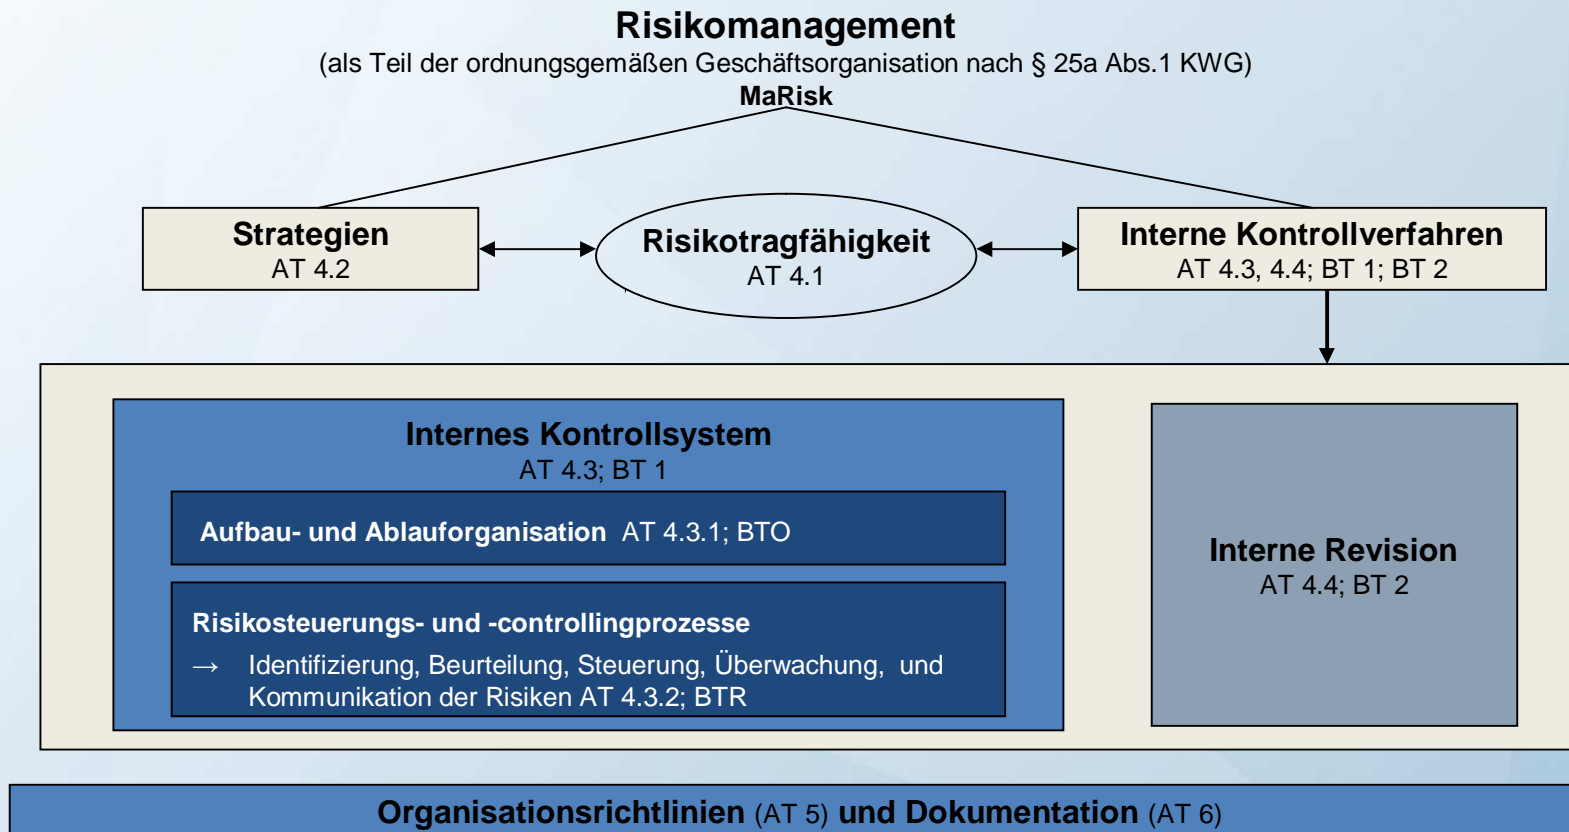 Risikomanagement
(als Teil der ordnungsgemäßen Geschäftsorganisation nach § 25a Abs.1 KWG)
MaRisk
Strategien
AT 4.2
Risikotragfähigkeit
AT 4.1
Interne Kontrollverfahren
AT 4.3, 4.4; BT 1; BT 2
Internes Kontrollsystem
AT 4.3; BT 1
Aufbau- und Ablauforganisation AT 4.3.1; BTO
Risikosteuerungs- und -controllingprozesse
→ Identifizierung, Beurteilung, Steuerung, Überwachung, und
Kommunikation der Risiken AT 4.3.2; BTR
Interne Revision
AT 4.4; BT 2
Organisationsrichtlinien (AT 5) und Dokumentation (AT 6)